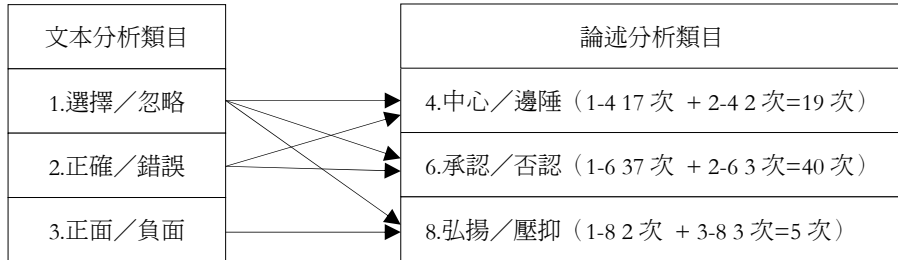 文本分析類目
論述分析類目
1.選擇／忽略
4.中心／邊陲（1-4 17 次 + 2-4 2 次=19 次）
2.正確／錯誤
6.承認／否認（1-6 37 次 + 2-6 3 次=40 次）
3.正面／負面
8.弘揚／壓抑（1-8 2 次 + 3-8 3 次=5 次）